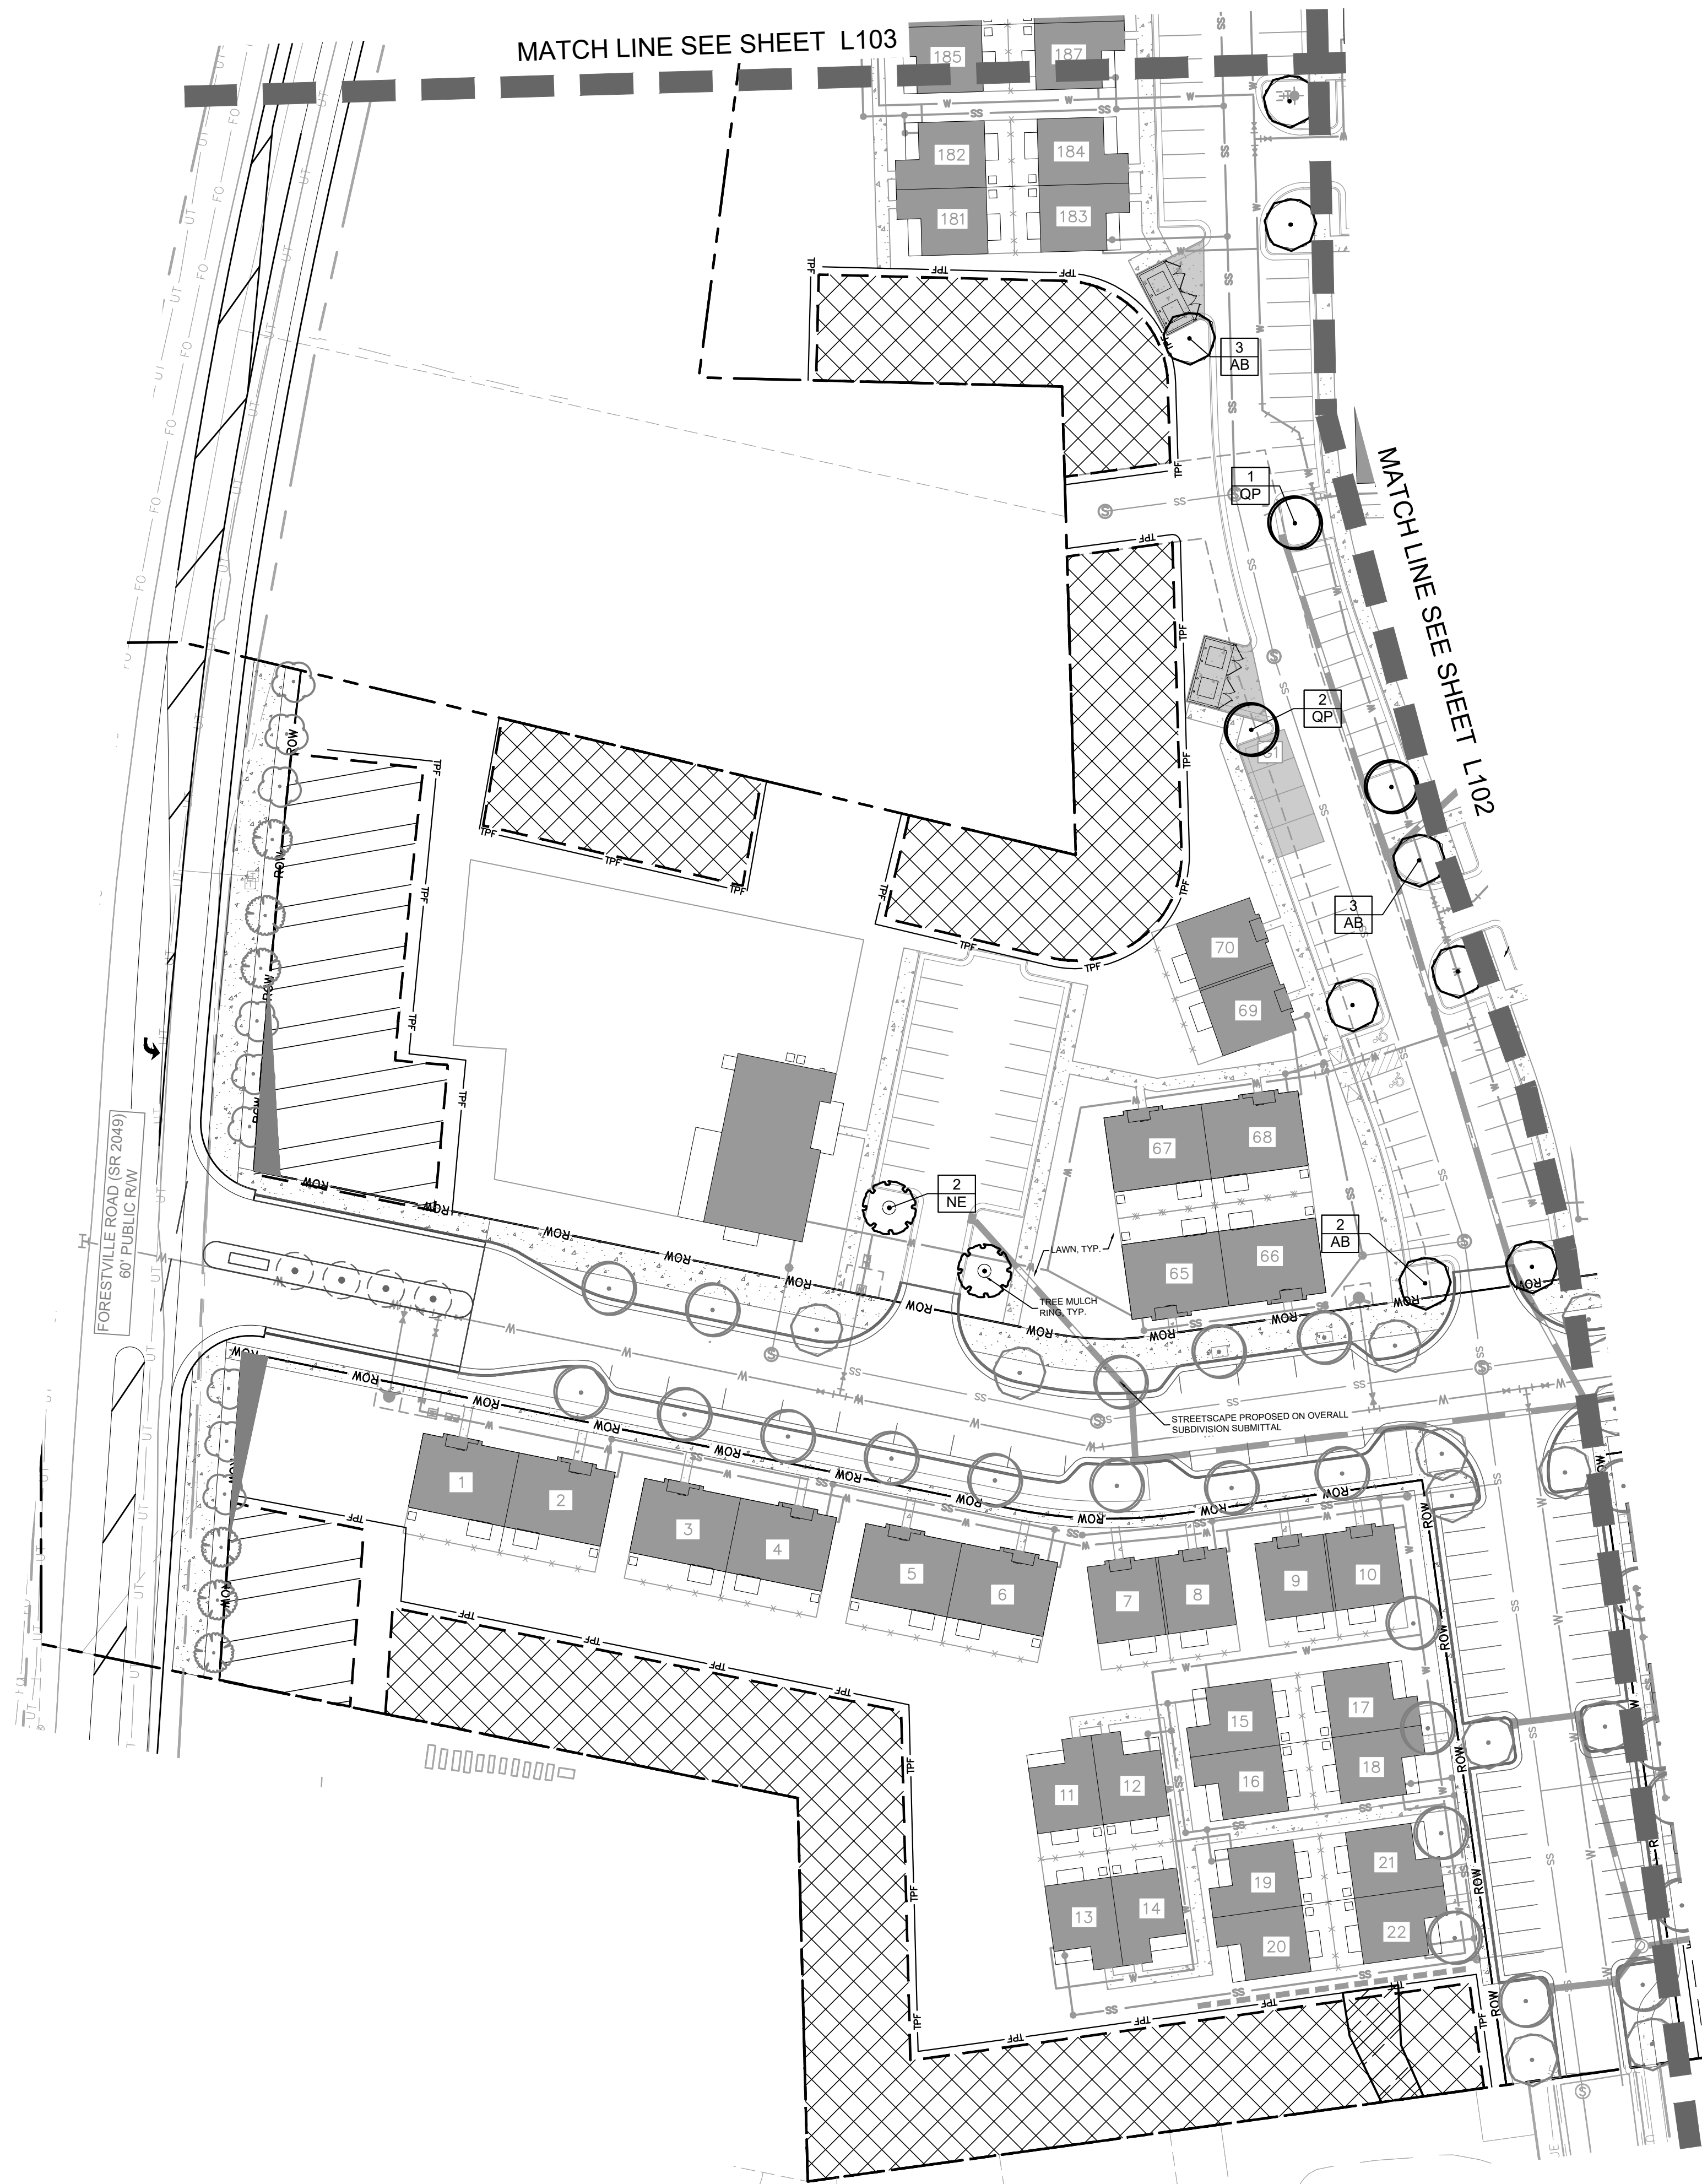 MATCH LINE SEE SHEET L103
185
187
182
184
181
183
3
AB
1
QP
MATCH LINE SEE SHEET L102
2
QP
3
AB
70
69
67
68
2
NE
LAWN, TYP.
65
66
2
AB
TREE MULCH
RING, TYP.
STREETSCAPE PROPOSED ON OVERALL
SUBDIVISION SUBMITTAL
FORESTVILLE ROAD (SR 2049)
60' PUBLIC R/W
1
2
3
4
5
6
7
8
9
10
11
12
13
14
15
16
17
18
19
20
21
22
TPF
ROW
SS
W
UT
FO